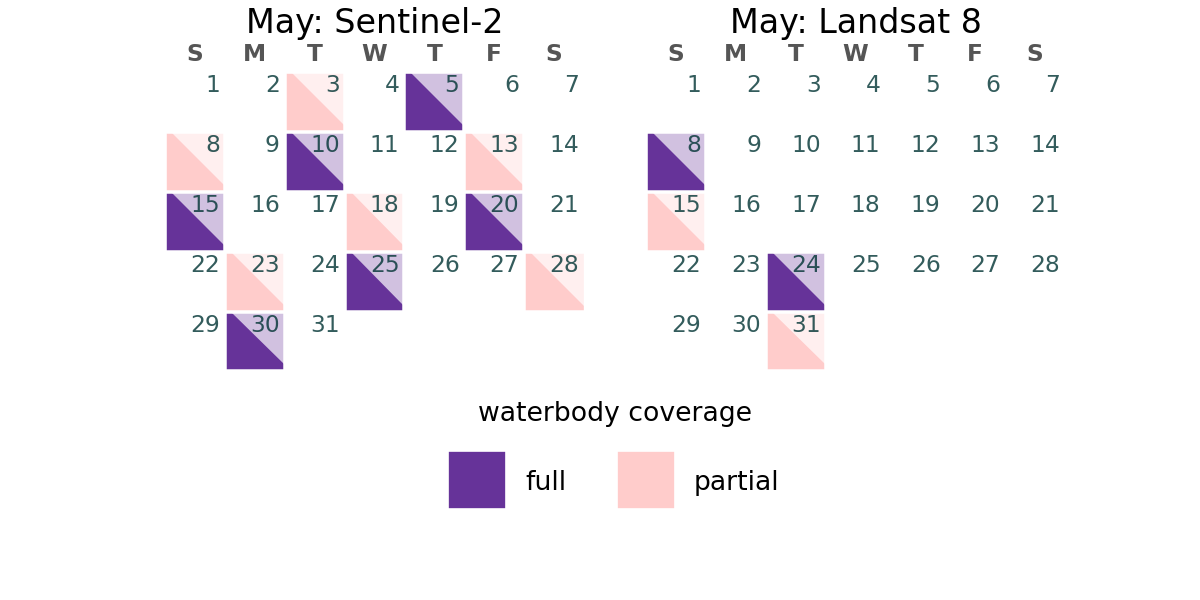 May: Sentinel-2
S M T W T F S
1 2 3 4 5 6 7
8 9 10 11 12 13 14
15 16 17 18 19 20 21
22 23 24 25 26 27 28
29 30 31
May: Landsat 8
S M T W T F S
1 2 3 4 5 6 7
8 9 10 11 12 13 14
15 16 17 18 19 20 21
22 23 24 25 26 27 28
29 30 31
waterbody coverage
full
partial